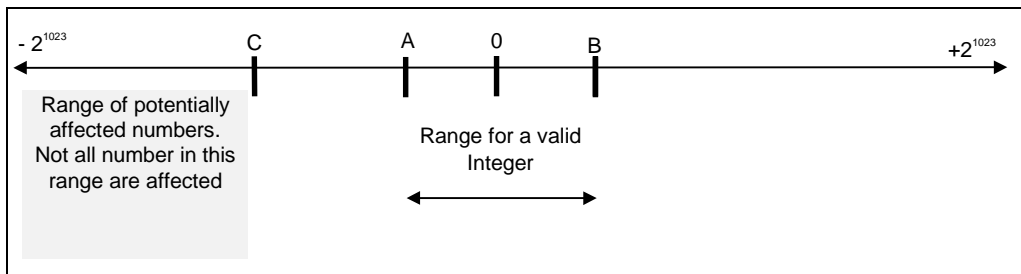 - 2^1023 C A 0 B +2^1023
Range of potentially
affected numbers.
Not all number in this
range are affected
Range for a valid
Integer